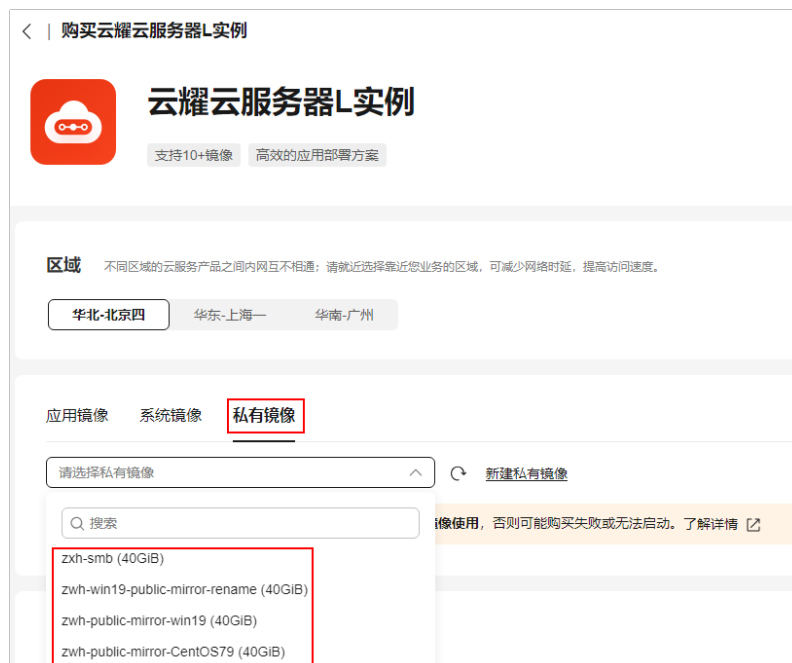 购买云耀云服务器L实例
云耀云服务器L实例
支持10+镜像 高效的应用部署方案
区域 不同区域的云服务产品之间内网互不相通；请就近选择靠近您业务的区域，可减少网络时延，提高访问速度。
华北-北京四 华东-上海一 华南-广州
应用镜像 系统镜像 私有镜像
请选择私有镜像 新建私有镜像
搜索 像使用，否则可能购买失败或无法启动。了解详情
zxh-smb (40GiB)
zwh-win19-public-mirror-rename (40GiB)
zwh-public-mirror-win19 (40GiB)
zwh-public-mirror-CentOS79 (40GiB)